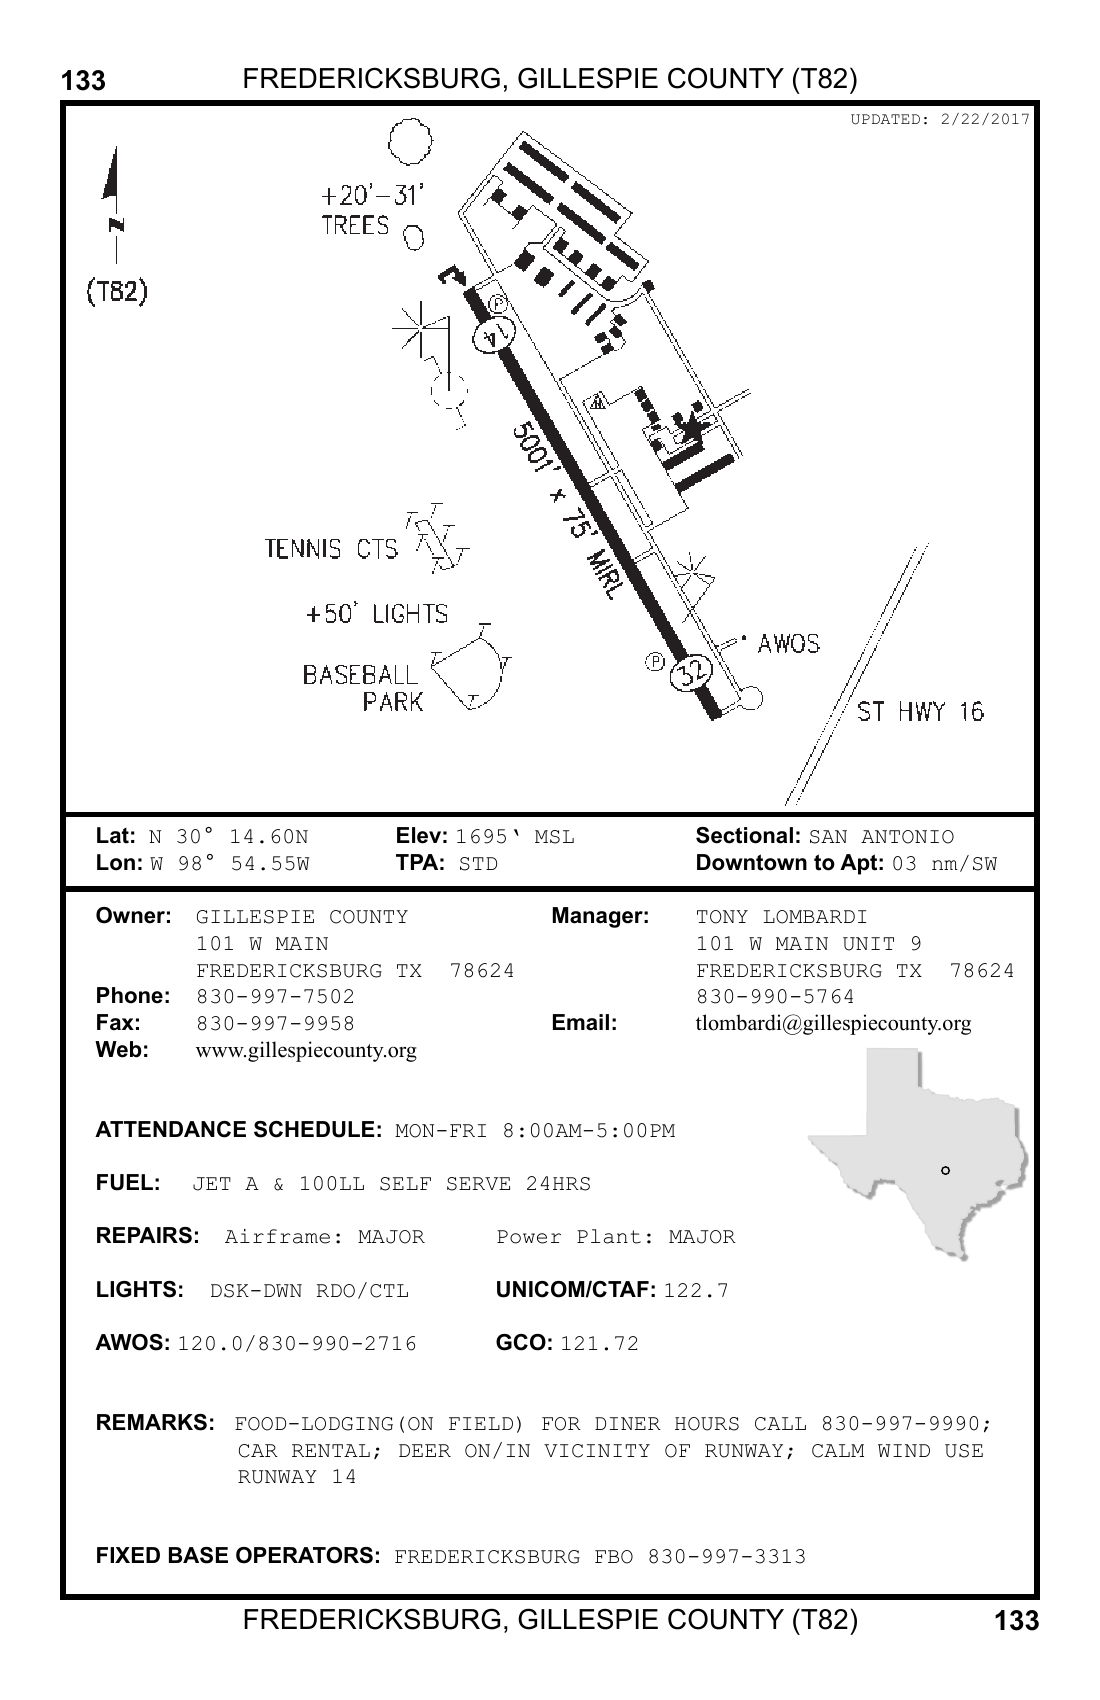 133 FREDERICKSBURG, GILLESPIE COUNTY (T82)
UPDATED: 2/22/2017
+20'-31'
TREES
N
(T82)
P
14
5001' x 75' MIRL
TENNIS CTS
+50' LIGHTS
AWOS
BASEBALL
PARK
P
32
ST HWY 16
Lat: N 30° 14.60N Elev: 1695‘ MSL Sectional: SAN ANTONIO
Lon: W 98° 54.55W TPA: STD Downtown to Apt: 03 nm/SW
Owner: GILLESPIE COUNTY Manager: TONY LOMBARDI
101 W MAIN 101 W MAIN UNIT 9
FREDERICKSBURG TX 78624 FREDERICKSBURG TX 78624
Phone: 830-997-7502 830-990-5764
Fax: 830-997-9958 Email: tlombardi@gillespiecounty.org
Web: www.gillespiecounty.org
ATTENDANCE SCHEDULE: MON-FRI 8:00AM-5:00PM
FUEL: JET A & 100LL SELF SERVE 24HRS
REPAIRS: Airframe: MAJOR Power Plant: MAJOR
LIGHTS: DSK-DWN RDO/CTL UNICOM/CTAF: 122.7
AWOS: 120.0/830-990-2716 GCO: 121.72
REMARKS: FOOD-LODGING(ON FIELD) FOR DINER HOURS CALL 830-997-9990;
CAR RENTAL; DEER ON/IN VICINITY OF RUNWAY; CALM WIND USE
RUNWAY 14
FIXED BASE OPERATORS: FREDERICKSBURG FBO 830-997-3313
FREDERICKSBURG, GILLESPIE COUNTY (T82) 133